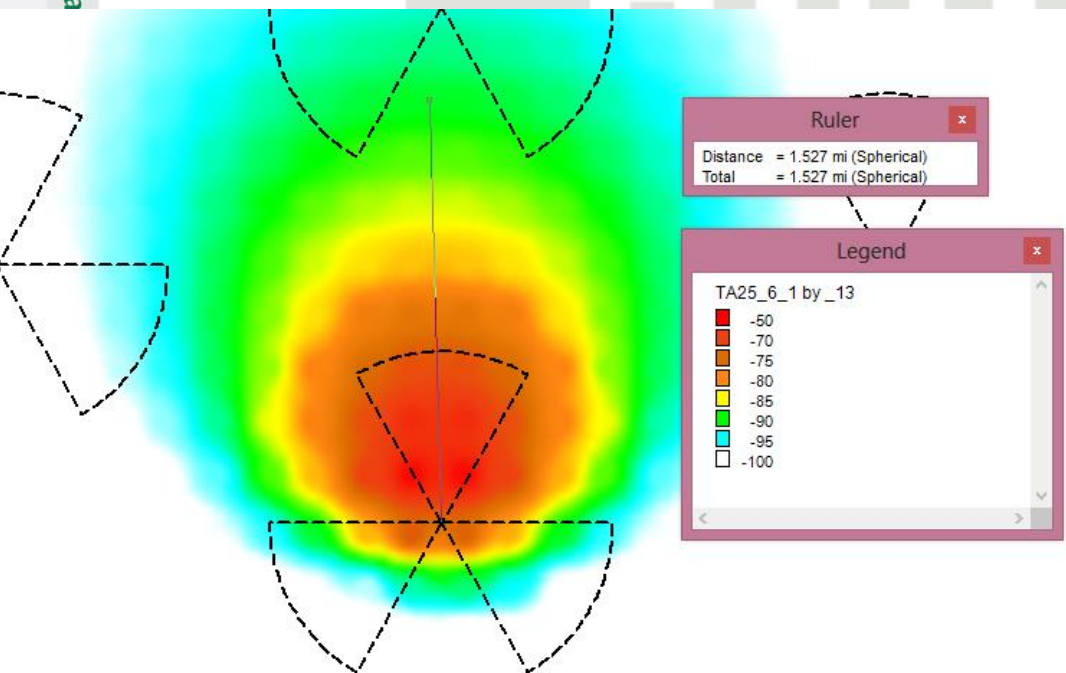 a
Ruler
x
Distance = 1.527 mi (Spherical)
Total = 1.527 mi (Spherical)
Legend
x
TA25_6_1 by _13
-50
-70
-75
-80
-85
-90
-95
-100